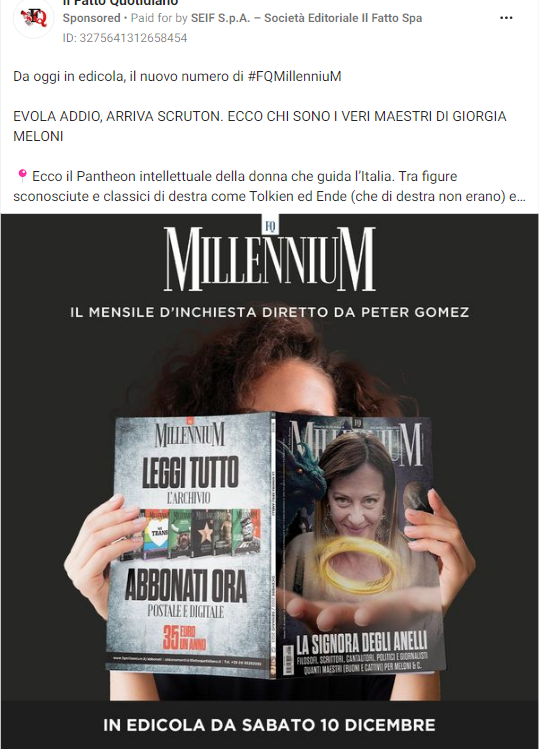 Il Fatto Quotidiano
Sponsored • Paid for by SEIF S.p.A. – Società Editoriale Il Fatto Spa
ID: 3275641312658454
Da oggi in edicola, il nuovo numero di #FQMillenniuM
EVOLA ADDIO, ARRIVA SCRUTON. ECCO CHI SONO I VERI MAESTRI DI GIORGIA
MELONI
Ecco il Pantheon intellettuale della donna che guida l'Italia. Tra figure
sconosciute e classici di destra come Tolkien ed Ende (che di destra non erano) e...
FQ
MILLENNIUM
IL MENSILE D'INCHIESTA DIRETTO DA PETER GOMEZ
MILLENNIUM
LEGGI TUTTO
L'ARCHIVIO
ABBONATI ORA
POSTALE E DIGITALE
35 EURO
UN ANNO
FQ
MILLENNIUM
LA SIGNORA DEGLI ANELLI
FILOSOFI, SCRITTORI, CANTAUTORI, POLITICI E GIORNALISTI
QUANTI MAESTRI (BUONI E CATTIVI) PER MELONI & C.
IN EDICOLA DA SABATO 10 DICEMBRE